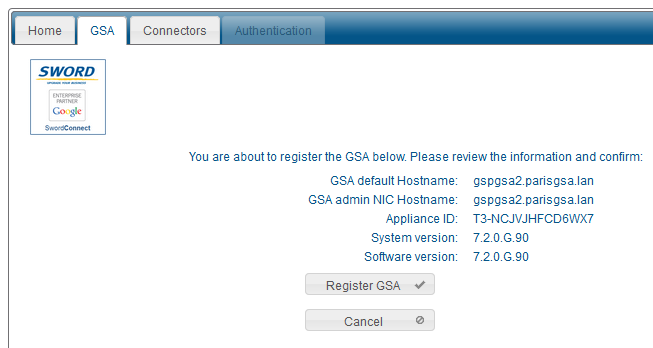 Home GSA Connectors Authentication
SWORD
ENTERPRISE
PARTNER
Google
SwordConnect
You are about to register the GSA below. Please review the information and confirm:
GSA default Hostname: gspgsa2.parisgsa.lan
GSA admin NIC Hostname: gspgsa2.parisgsa.lan
Appliance ID: T3-NCJVJHFCD6WX7
System version: 7.2.0.G.90
Software version: 7.2.0.G.90
Register GSA
Cancel